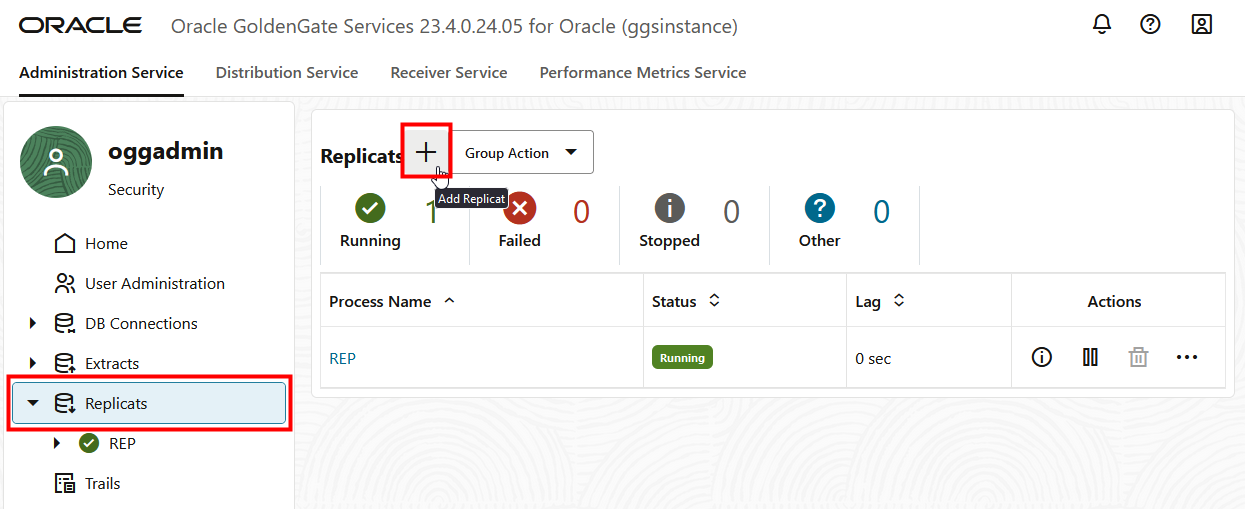 ORACLE Oracle GoldenGate Services 23.4.0.24.05 for Oracle (ggsinstance)
Administration Service Distribution Service Receiver Service Performance Metrics Service
oggadmin
Security
Home
User Administration
DB Connections
Extracts
Replicats
REP
Trails
Replicats Group Action
Add Replicat
1 0 0 0
Running Failed Stopped Other
Process Name Status Lag Actions
REP Running 0 sec